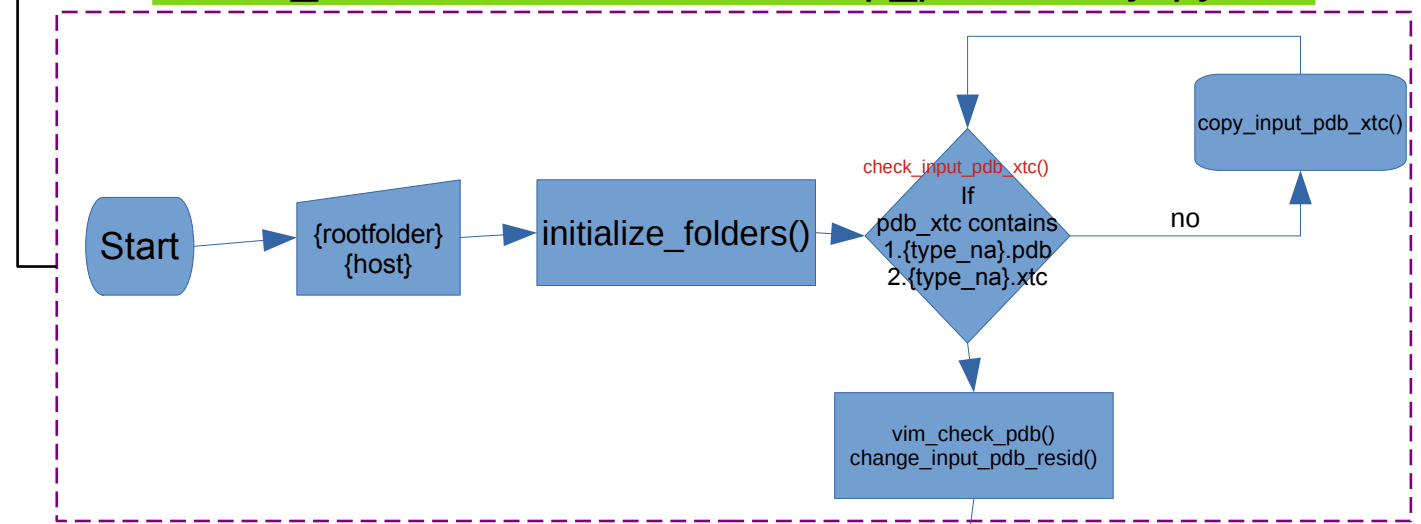 copy_input_pdb_xtc()
check_input_pdb_xtc()
If
pdb_xtc contains
1.{type_na}.pdb
2.{type_na}.xtc
no
Start
{rootfolder}
{host}
initialize_folders()
vim_check_pdb()
change_input_pdb_resid()